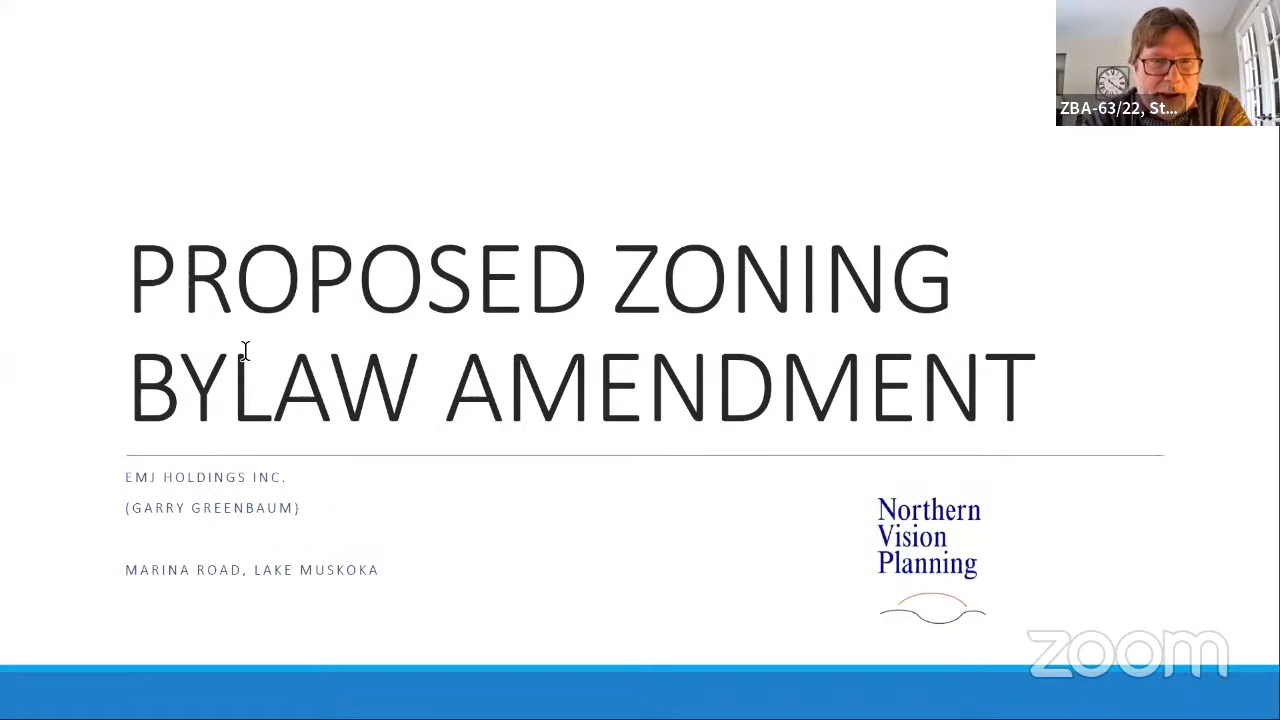 ZBA-63/22, St...
PROPOSED ZONING
BYLAW AMENDMENT
EMJ HOLDINGS INC.
(GARRY GREENBAUM)
MARINA ROAD, LAKE MUSKOKA
Northern
Vision
Planning
zoom